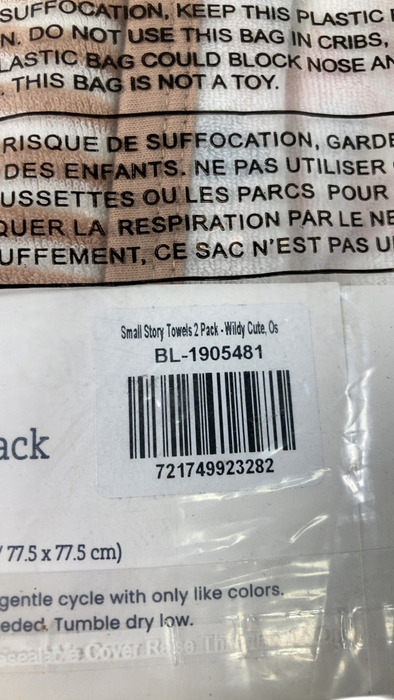 SUFFOCATION, KEEP THIS PLASTIC
N. DO NOT USE THIS BAG IN CRIBS,
LASTIC BAG COULD BLOCK NOSE AN
. THIS BAG IS NOT A TOY.
RISQUE DE SUFFOCATION, GARDE
DES ENFANTS. NE PAS UTILISER
USSETTES OU LES PARCS POUR
QUER LA RESPIRATION PAR LE NE
UFFEMENT, CE SAC N'EST PAS U
Small Story Towels 2 Pack - Wildy Cute, Os
BL-1905481
721749923282
ack
/ 77.5 x 77.5 cm)
gentle cycle with only like colors.
eded. Tumble dry low.